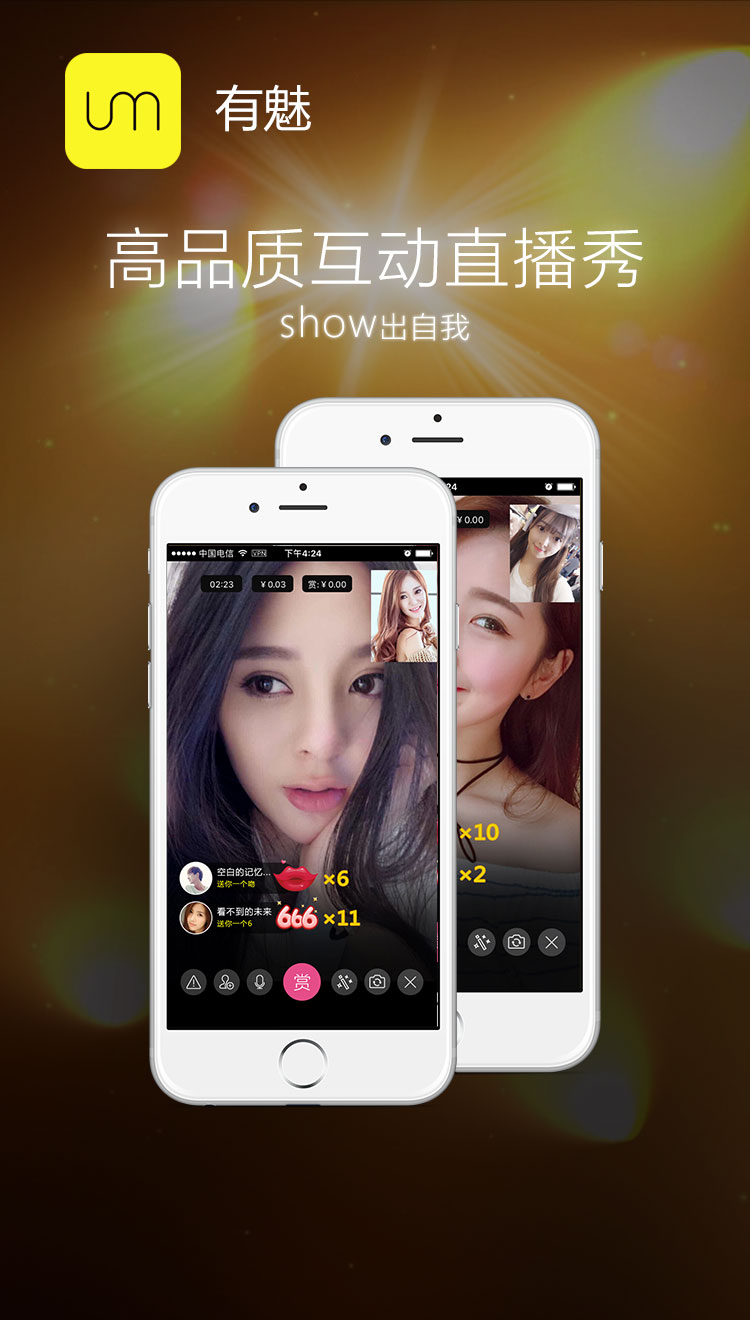 um
有魅
高品质互动直播秀
show出自我
24
¥0.00
中国电信 VPN 下午4:24
02:23 ¥0.03 赏:¥0.00
×10
×2
空白的记忆...
送你一个吻
×6
看不到的未来
送你一个6
666 ×11
赏